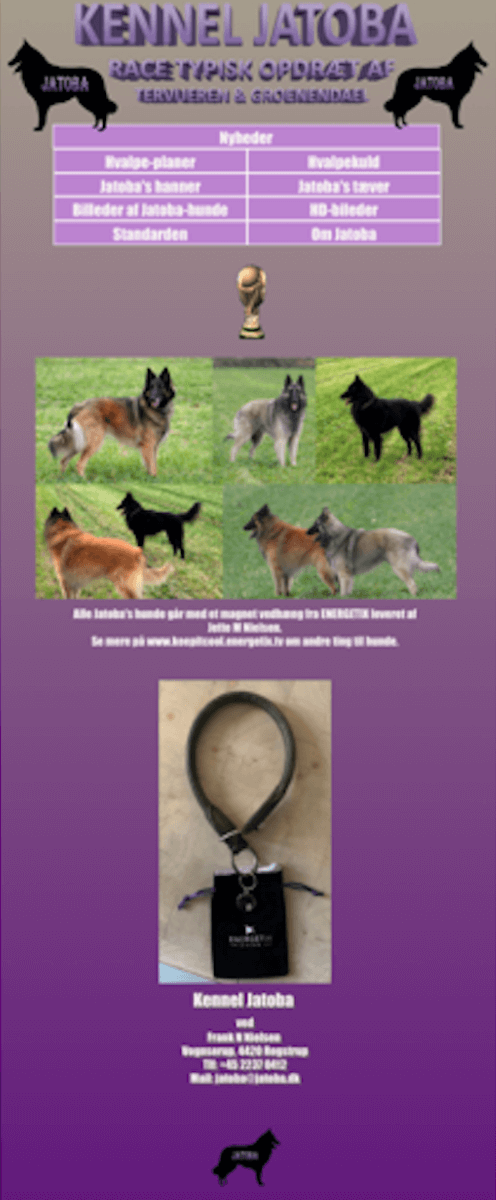 KENNEL JATOBA
RACETYPISK OPDRÆT AF
TERVUEREN & GROENENDAEL
JATOBA
JATOBA
Nyheder
Hvalpe-planer
Hvalpekuld
Jatoba's hanner
Jatoba's tæver
Billeder af Jatoba-hunde
HD-bileder
Standarden
Om Jatoba
Alle Jatoba's hunde går med et magnet vedhæng fra ENERGETIX leveret af
Jette M Nielsen.
Se mere på www.keepitcool.energetix.tv om andre ting til hunde.
ENERGETIX
Kennel Jatoba
ved
Frank N Nielsen
4420 Regstrup
Tlf: +45 2237 0412
Mail: jatoba@jatoba.dk
JATOBA